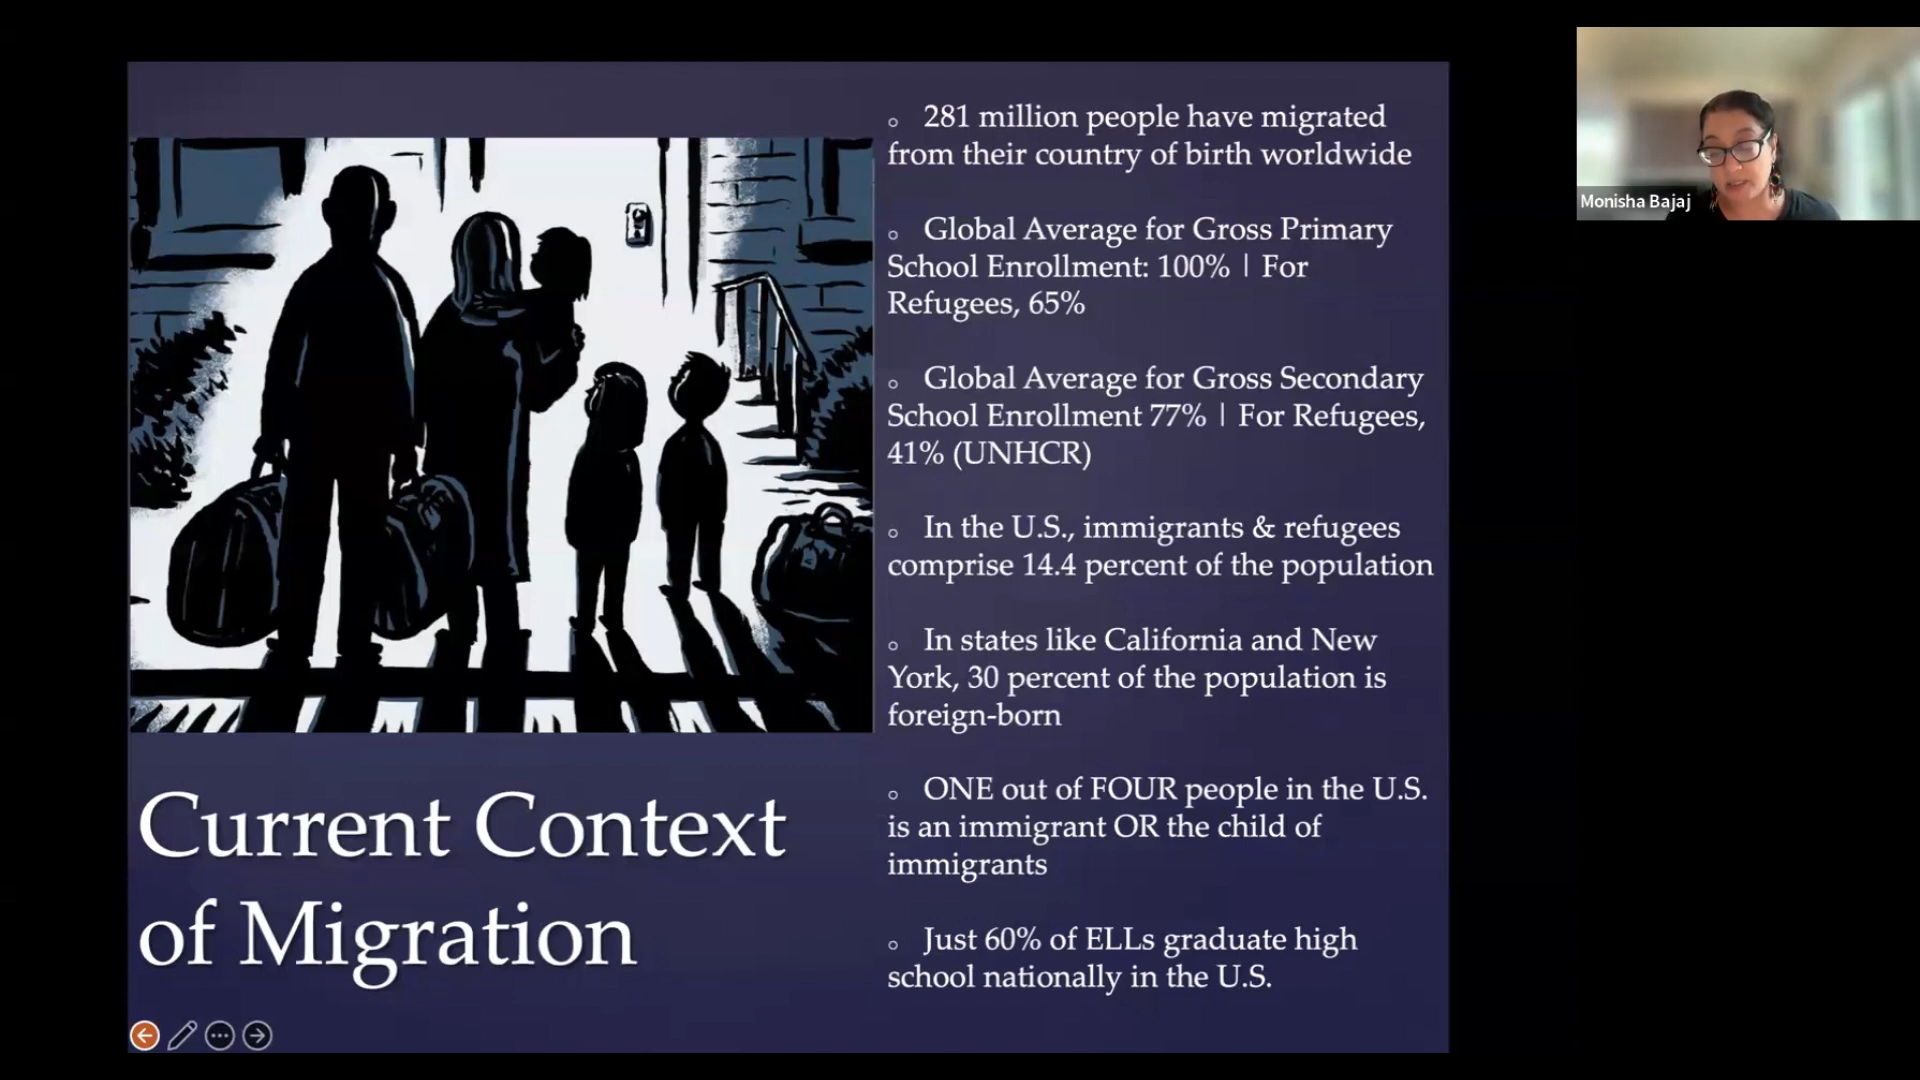 ○ 281 million people have migrated
from their country of birth worldwide
○ Global Average for Gross Primary
School Enrollment: 100% | For
Refugees, 65%
○ Global Average for Gross Secondary
School Enrollment 77% | For Refugees,
41% (UNHCR)
○ In the U.S., immigrants & refugees
comprise 14.4 percent of the population
○ In states like California and New
York, 30 percent of the population is
foreign-born
○ ONE out of FOUR people in the U.S.
is an immigrant OR the child of
immigrants
○ Just 60% of ELLs graduate high
school nationally in the U.S.
Current Context
of Migration
Monisha Bajaj